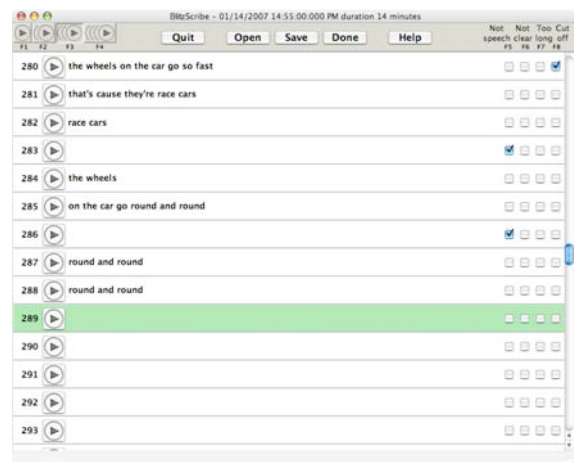 BlitzScribe - 01/14/2007 14:55:00:000 PM duration 14 minutes
Quit Open Save Done Help
Not Not Too Cut
speech clear long off
F1 F2 F3 F4 F5 F6 F7 F8
280 the wheels on the car go so fast
281 that's cause they're race cars
282 race cars
283
284 the wheels
285 on the car go round and round
286
287 round and round
288 round and round
289
290
291
292
293